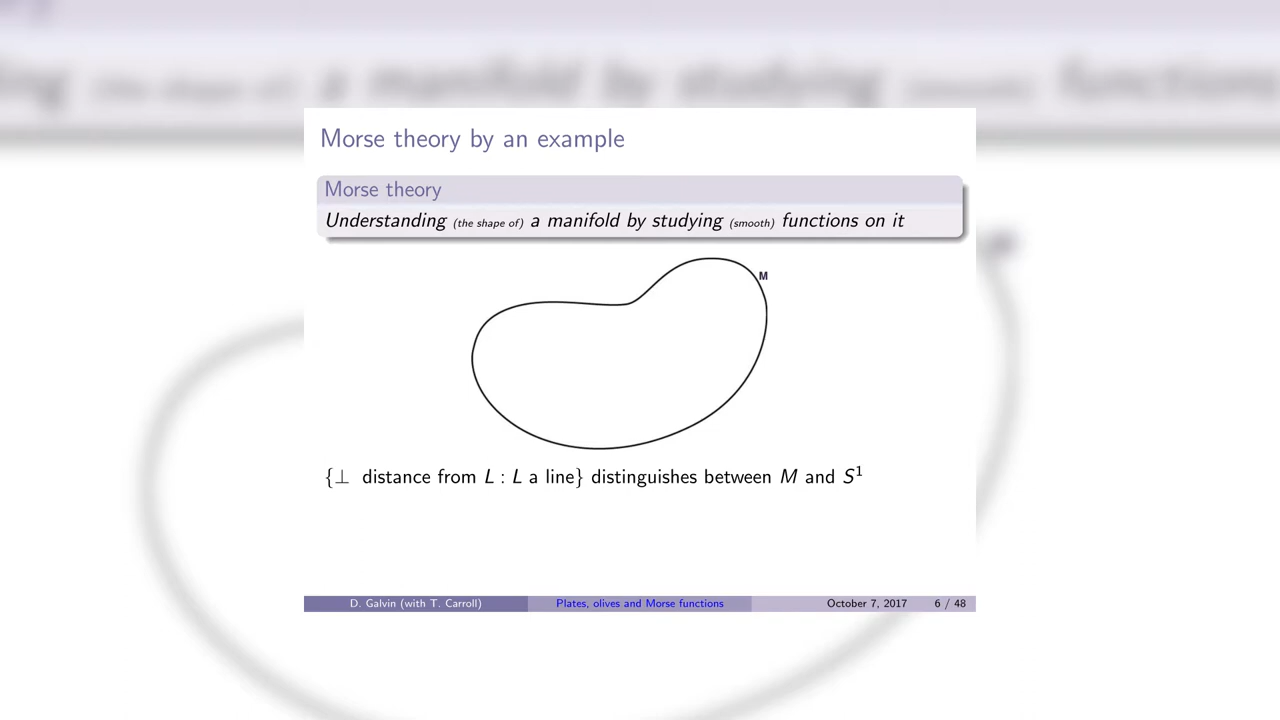 Morse theory by an example
Morse theory
Understanding (the shape of) a manifold by studying (smooth) functions on it
M
{⊥ distance from L : L a line} distinguishes between M and S¹
D. Galvin (with T. Carroll) Plates, olives and Morse functions October 7, 2017 6 / 48